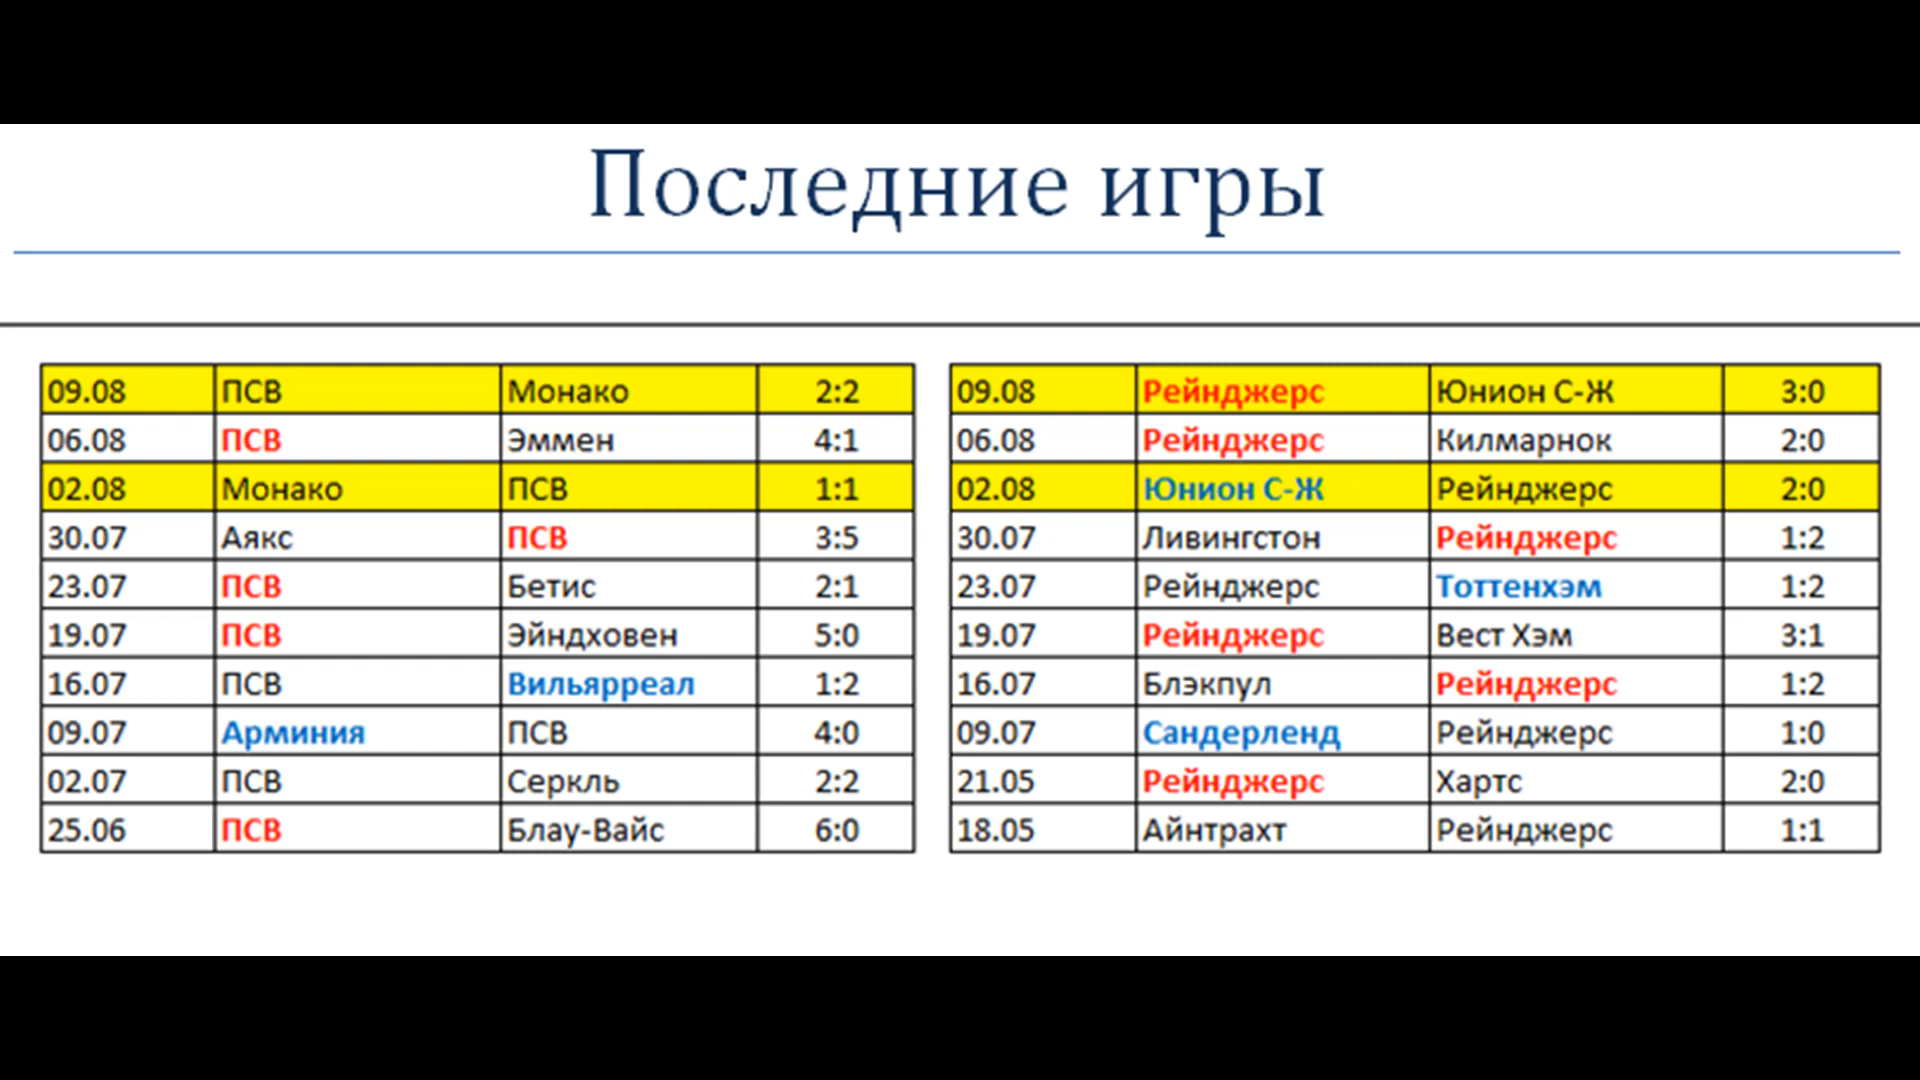 Последние игры
09.08 ПСВ Монако 2:2
06.08 ПСВ Эммен 4:1
02.08 Монако ПСВ 1:1
30.07 Аякс ПСВ 3:5
23.07 ПСВ Бетис 2:1
19.07 ПСВ Эйндховен 5:0
16.07 ПСВ Вильярреал 1:2
09.07 Арминия ПСВ 4:0
02.07 ПСВ Серкль 2:2
25.06 ПСВ Блау-Вайс 6:0
09.08 Рейнджерс Юнион С-Ж 3:0
06.08 Рейнджерс Килмарнок 2:0
02.08 Юнион С-Ж Рейнджерс 2:0
30.07 Ливингстон Рейнджерс 1:2
23.07 Рейнджерс Тоттенхэм 1:2
19.07 Рейнджерс Вест Хэм 3:1
16.07 Блэкпул Рейнджерс 1:2
09.07 Сандерленд Рейнджерс 1:0
21.05 Рейнджерс Хартс 2:0
18.05 Айнтрахт Рейнджерс 1:1